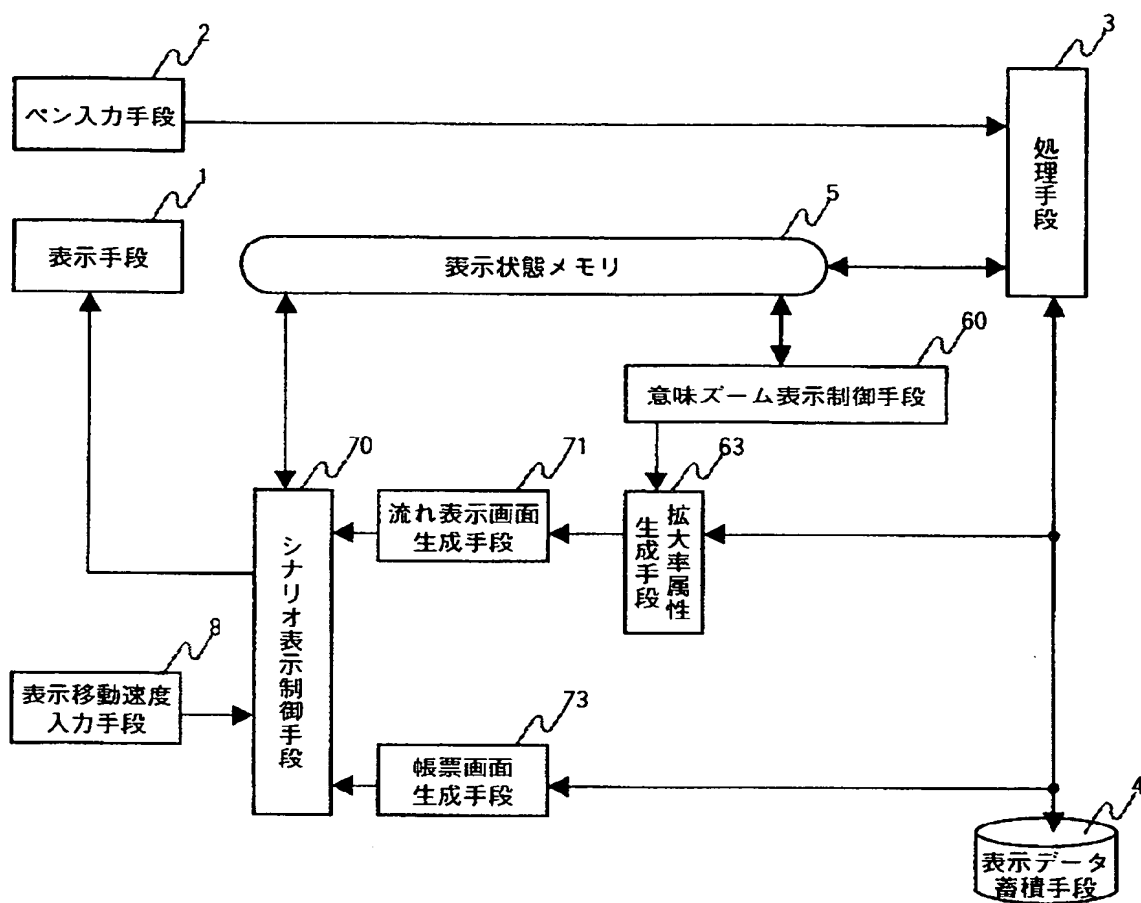 2
3
ペン入力手段
処理手段
1
5
表示手段
表示状態メモリ
60
意味ズーム表示制御手段
70
71
63
流れ表示画面
生成手段
拡大率属性
生成手段
シナリオ表示制御手段
8
表示移動速度
入力手段
73
帳票画面
生成手段
4
表示データ
蓄積手段